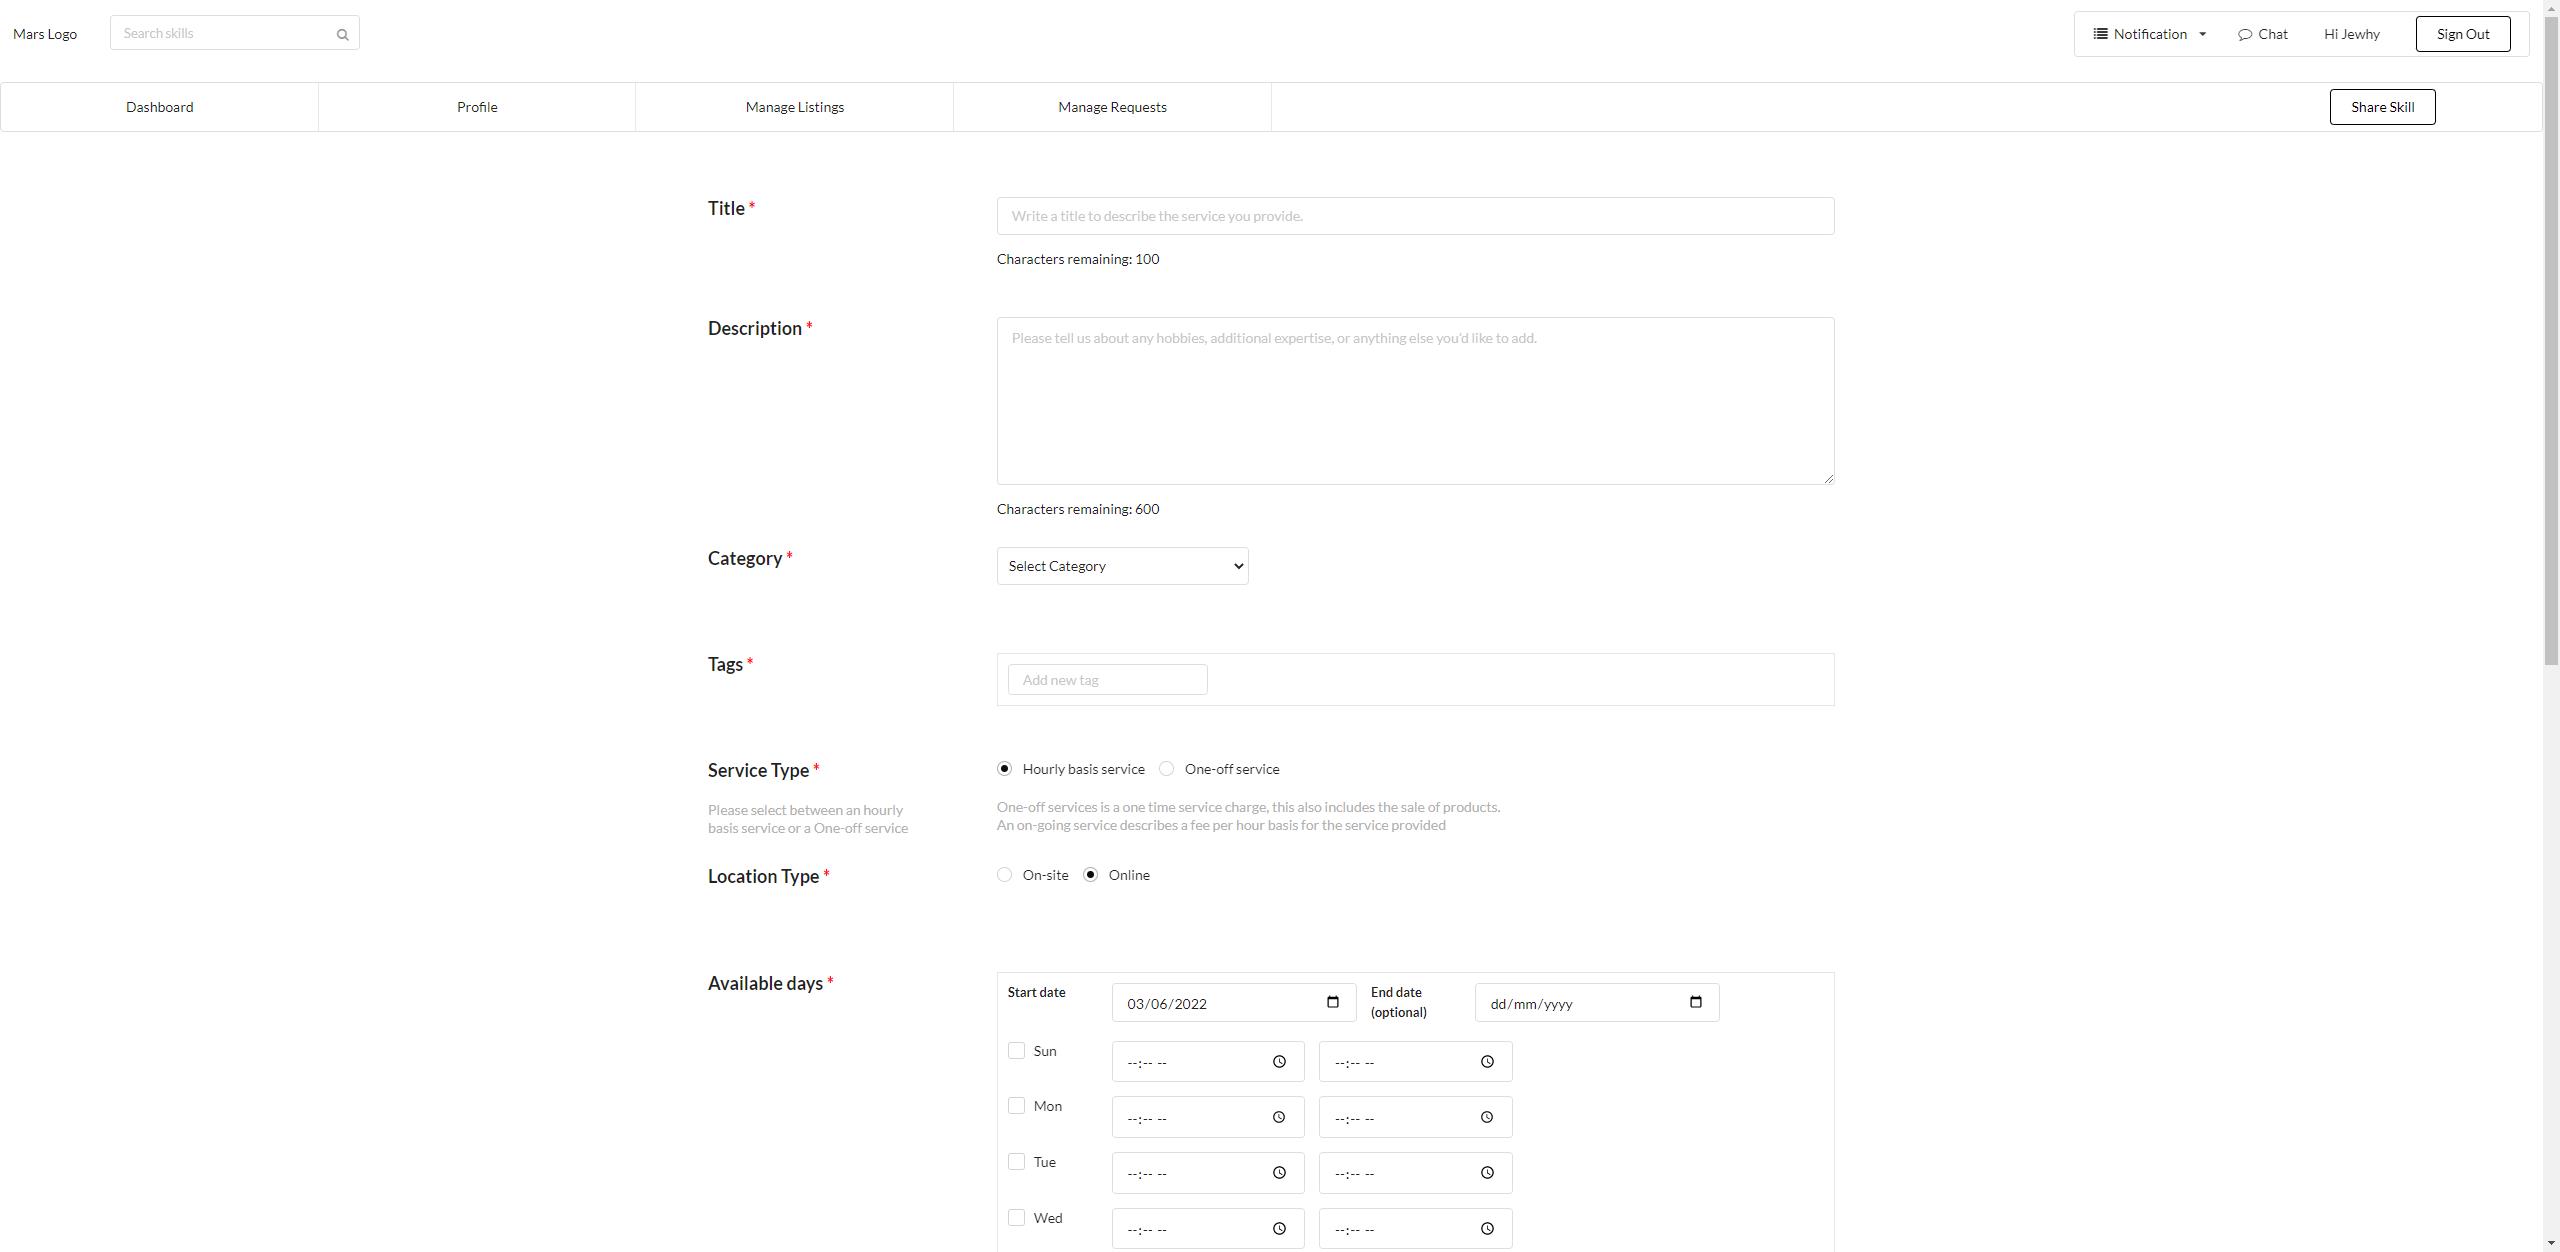 Mars Logo
Search skills
Notification
Chat
Hi Jewhy
Sign Out
Dashboard
Profile
Manage Listings
Manage Requests
Share Skill
Title *
Write a title to describe the service you provide.
Characters remaining: 100
Description *
Please tell us about any hobbies, additional expertise, or anything else you'd like to add.
Characters remaining: 600
Category *
Select Category
Tags *
Add new tag
Service Type *
Please select between an hourly
basis service or a One-off service
Hourly basis service
One-off service
One-off services is a one time service charge, this also includes the sale of products.
An on-going service describes a fee per hour basis for the service provided
Location Type *
On-site
Online
Available days *
Start date
03/06/2022
End date
(optional)
dd/mm/yyyy
Sun
--:-- --
--:-- --
Mon
--:-- --
--:-- --
Tue
--:-- --
--:-- --
Wed
--:-- --
--:-- --